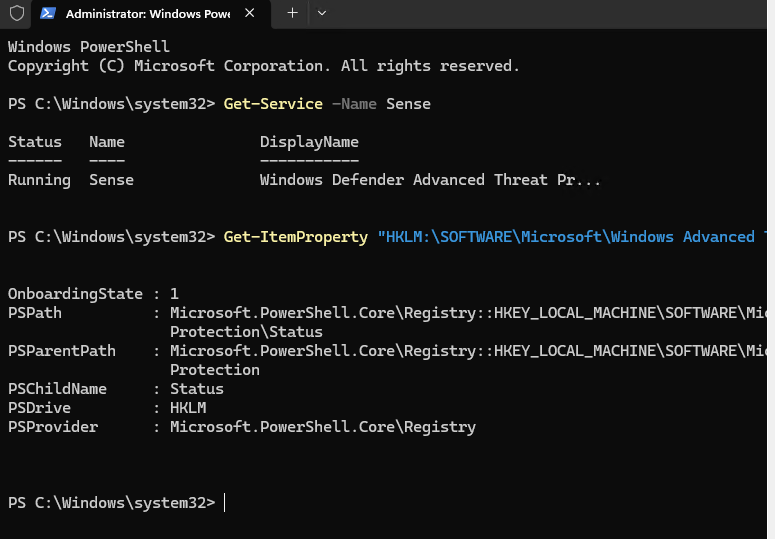 Administrator: Windows Powe
Windows PowerShell
Copyright (C) Microsoft Corporation. All rights reserved.
PS C:\Windows\system32> Get-Service -Name Sense
Status   Name               DisplayName
------   ----               -----------
Running  Sense              Windows Defender Advanced Threat Pr...
PS C:\Windows\system32> Get-ItemProperty "HKLM:\SOFTWARE\Microsoft\Windows Advanced
OnboardingState : 1
PSPath          : Microsoft.PowerShell.Core\Registry::HKEY_LOCAL_MACHINE\SOFTWARE\Mic
                  Protection\Status
PSParentPath    : Microsoft.PowerShell.Core\Registry::HKEY_LOCAL_MACHINE\SOFTWARE\Mic
                  Protection
PSChildName     : Status
PSDrive         : HKLM
PSProvider      : Microsoft.PowerShell.Core\Registry
PS C:\Windows\system32>